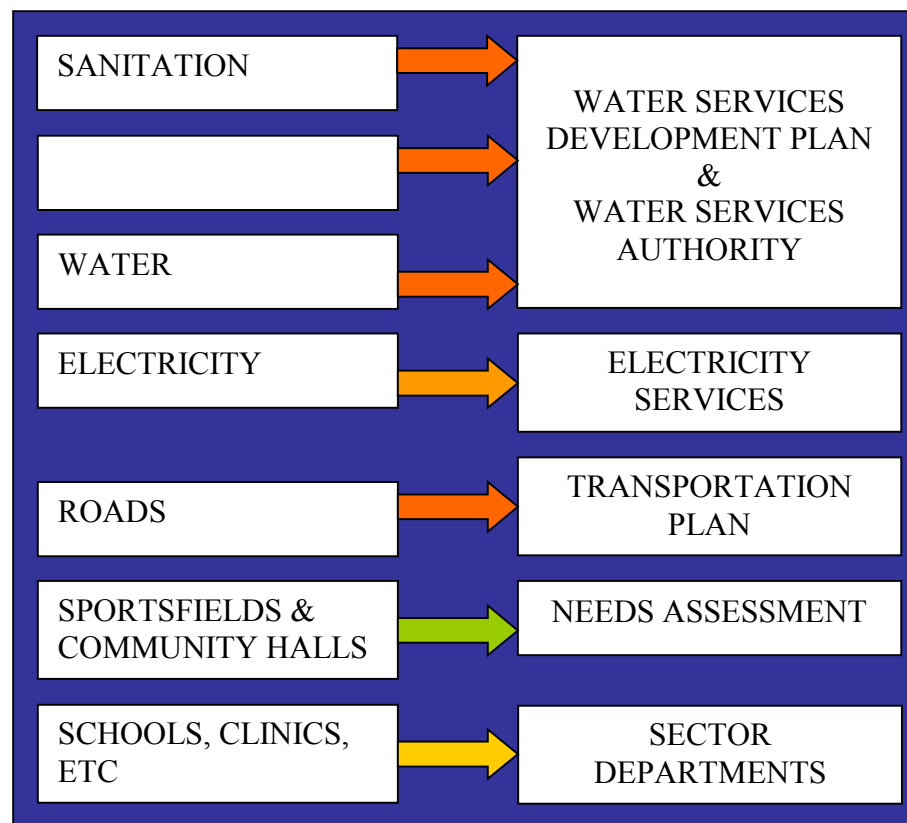 SANITATION
WATER SERVICES
DEVELOPMENT PLAN
&
WATER SERVICES
AUTHORITY
WATER
ELECTRICITY
ELECTRICITY
SERVICES
ROADS
TRANSPORTATION
PLAN
SPORTSFIELDS &
COMMUNITY HALLS
NEEDS ASSESSMENT
SCHOOLS, CLINICS,
ETC
SECTOR
DEPARTMENTS